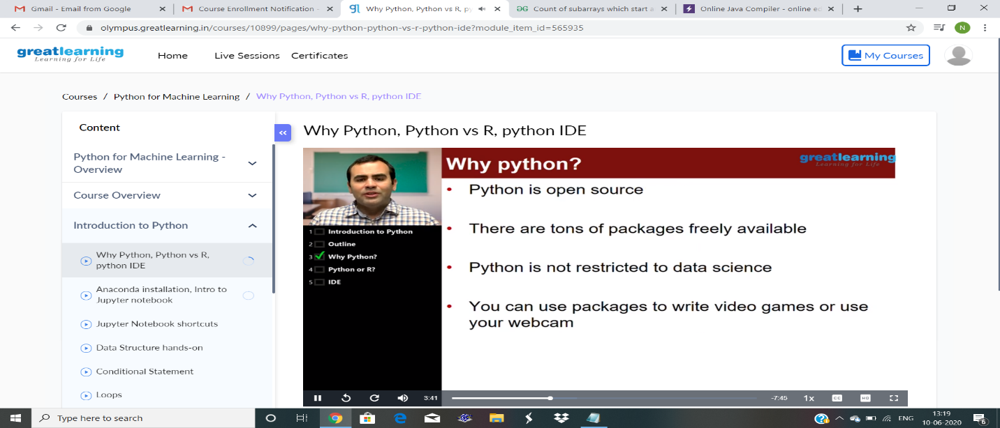 Gmail - Email from Google
Course Enrollment Notification -
Why Python, Python vs R, py
Count of subarrays which start a
Online Java Compiler - online ed
olympus.greatlearning.in/courses/10899/pages/why-python-python-vs-r-python-ide?module_item_id=565935
N
greatlearning
Learning for Life
Home
Live Sessions
Certificates
My Courses
Courses / Python for Machine Learning / Why Python, Python vs R, python IDE
Content
Python for Machine Learning -
Overview
Course Overview
Introduction to Python
Why Python, Python vs R,
python IDE
Anaconda installation, Intro to
Jupyter notebook
Jupyter Notebook shortcuts
Data Structure hands-on
Conditional Statement
Loops
Why Python, Python vs R, python IDE
Why python?
greatlearning
Learning for Life
• Python is open source
• There are tons of packages freely available
• Python is not restricted to data science
• You can use packages to write video games or use
your webcam
1 Introduction to Python
2 Outline
3 Why Python?
4 Python or R?
5 IDE
3:41
-7:45
1x
CC
HD
Type here to search
ENG
13:19
10-06-2020
6